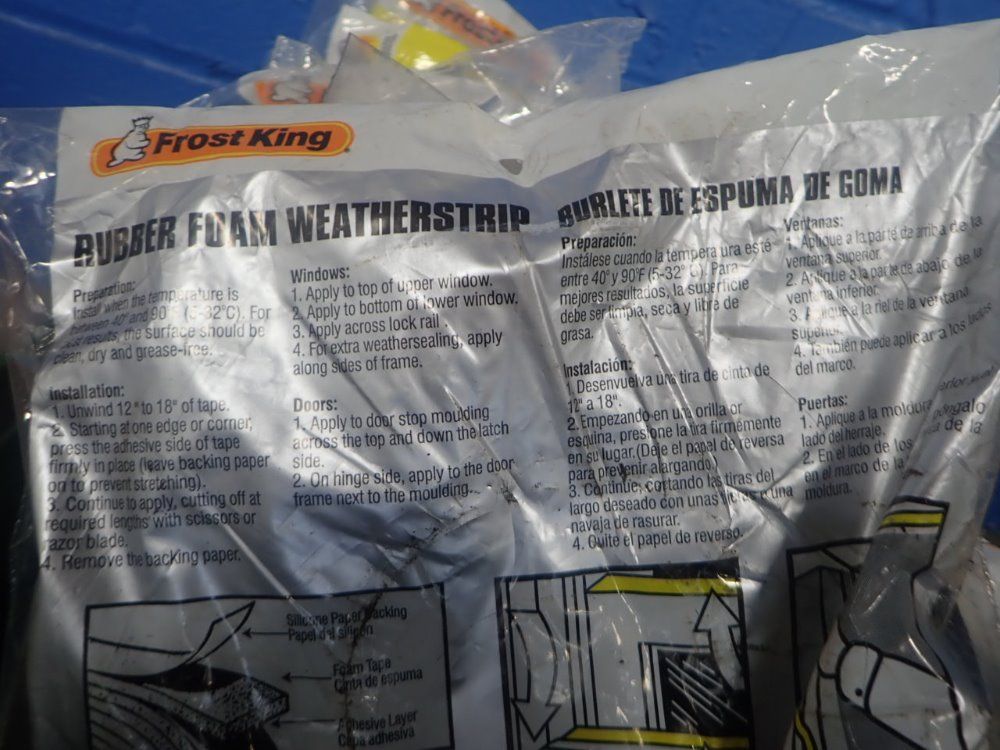 Frost King
RUBBER FOAM WEATHERSTRIP
Preparation:
Install when the temperature is
between 40° and 90°F (5-32°C). For
best results, the surface should be
clean, dry and grease-free.
Installation:
1. Unwind 12" to 18" of tape.
2. Starting at one edge or corner,
press the adhesive side of tape
firmly in place (leave backing paper
on to prevent stretching).
3. Continue to apply, cutting off at
required lengths with scissors or
razor blade.
4. Remove the backing paper.
Windows:
1. Apply to top of upper window.
2. Apply to bottom of lower window.
3. Apply across lock rail
4. For extra weathersealing, apply
along sides of frame.
Doors:
1. Apply to door stop moulding
across the top and down the latch
side.
2. On hinge side, apply to the door
frame next to the moulding.
BURLETE DE ESPUMA DE GOMA
Preparación:
Instálese cuando la tempera ura esté
entre 40° y 90°F (5-32° C). Para
mejores resultados, la superficie
debe ser limpia, seca y libre de
grasa.
Instalación:
1. Desenvuelva una tira de cinta de
12" a 18".
2. Empezando en una orilla or
esquina, presione la tira firmémente
en su lugar. (Deje el papel de reversa
para prevenir alargando)
3. Continúe, cortando las tiras del
largo deseado con unas una
navaja de rasurar.
4. Quite el papel de reverso.
Ventanas:
1. Aplique a la parte de arriba de la
ventana superior.
2. Aplique a la parte de abajo de la
ventana inferior.
3. Aplique a la riel de la ventana
superior.
4. También puede aplicar a los lados
del marco.
Puertas:
1. Aplique a la moldura
lado del herraje.
2. En el lado de los póngalo
en el marco de la de la
moldura.
Silicone Paper Backing
Papel del silicón
Foam Tape
Cinta de espuma
Adhesive Layer
Capa adhesiva